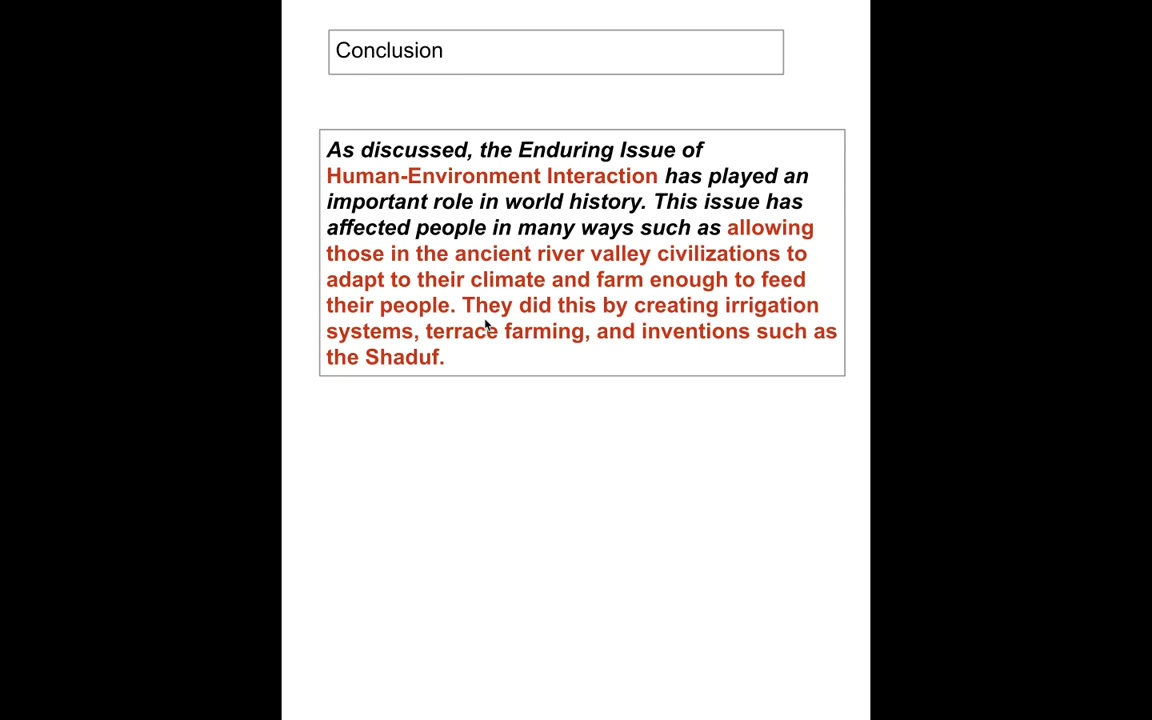 Conclusion
As discussed, the Enduring Issue of
Human-Environment Interaction has played an
important role in world history. This issue has
affected people in many ways such as allowing
those in the ancient river valley civilizations to
adapt to their climate and farm enough to feed
their people. They did this by creating irrigation
systems, terrace farming, and inventions such as
the Shaduf.